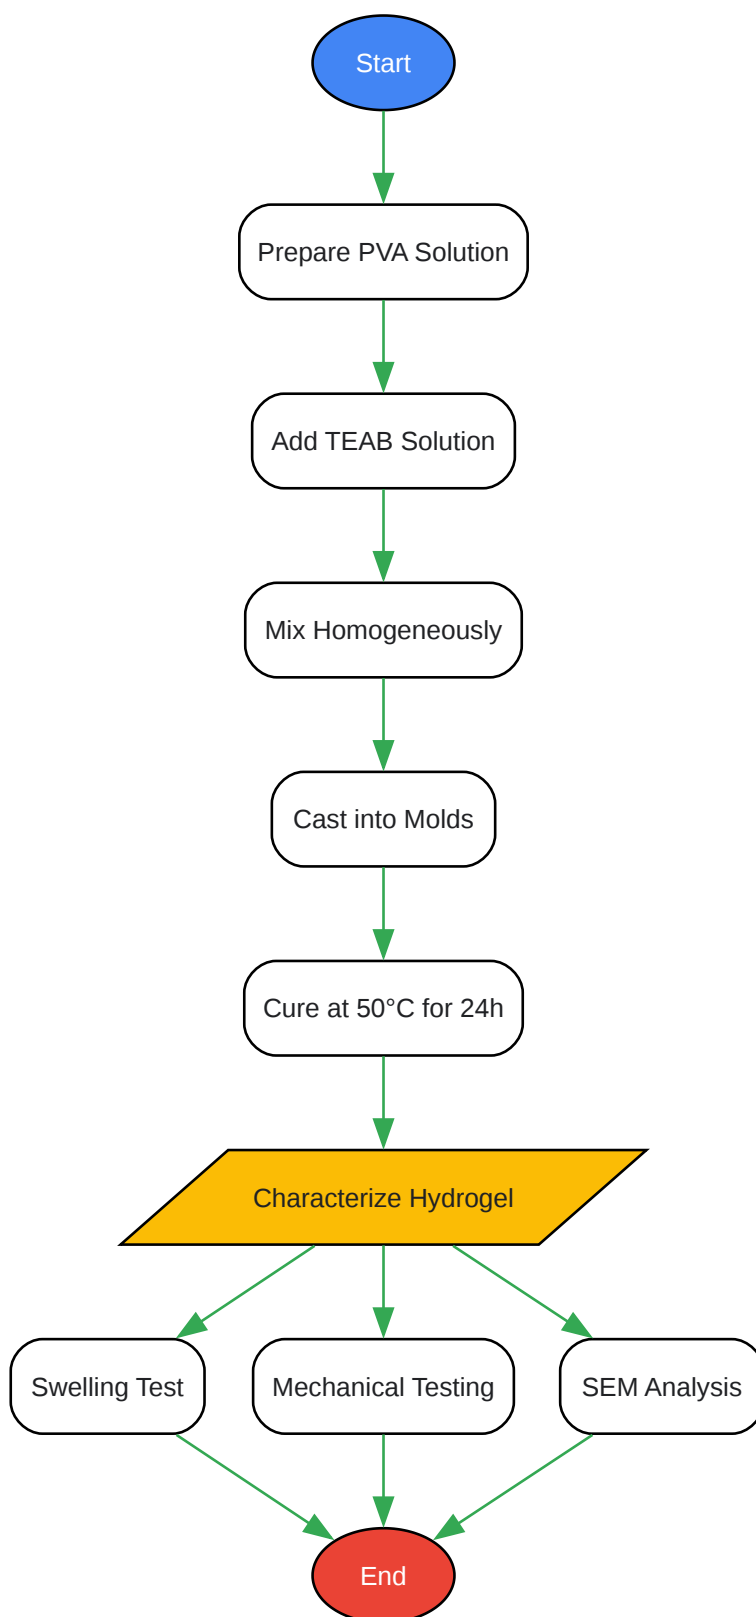 Start
Prepare PVA Solution
Add TEAB Solution
Mix Homogeneously
Cast into Molds
Cure at 50°C for 24h
Characterize Hydrogel
Swelling Test
Mechanical Testing
SEM Analysis
End